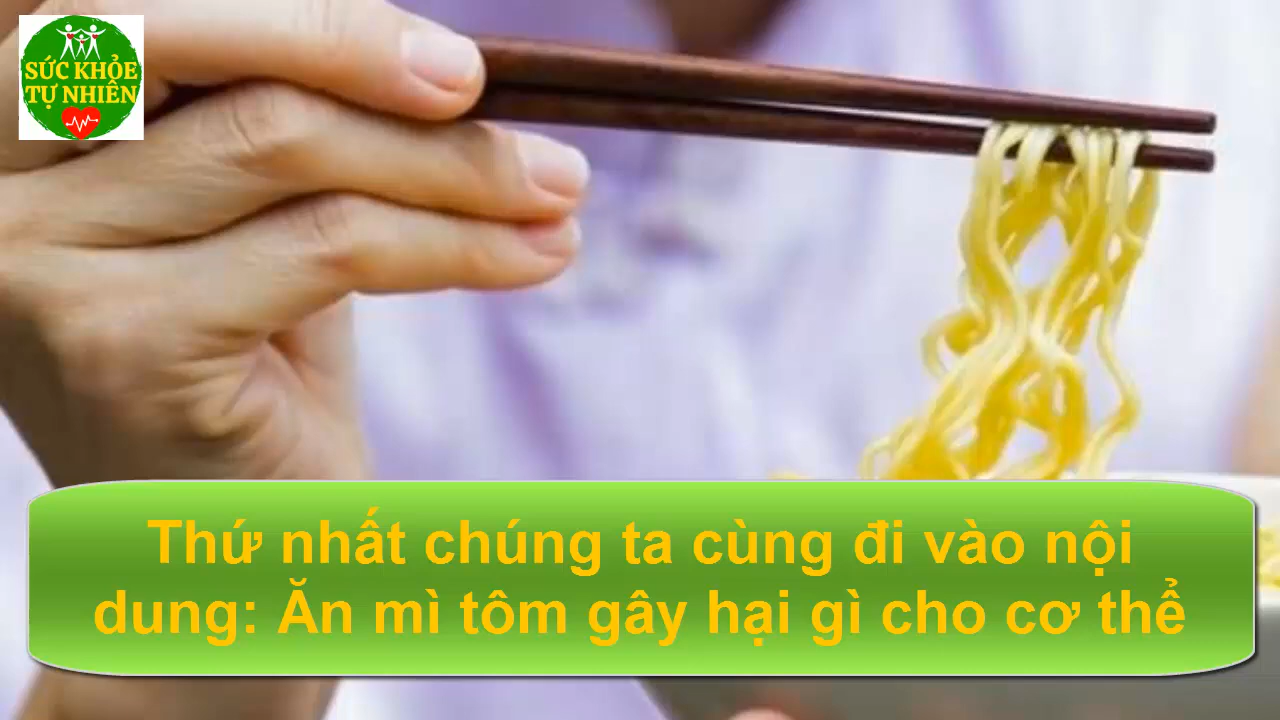 SỨC KHỎE
TỰ NHIÊN
Thứ nhất chúng ta cùng đi vào nội
dung: Ăn mì tôm gây hại gì cho cơ thể